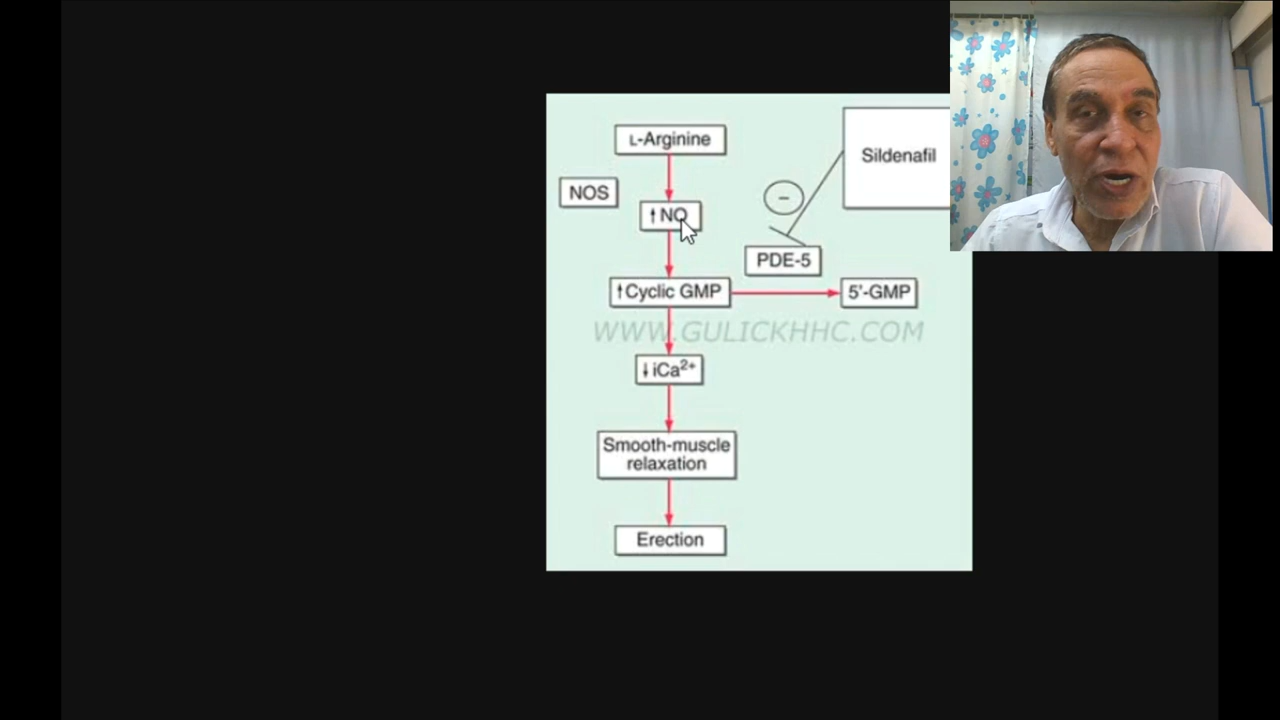 L-Arginine
Sildenafil
NOS
↑NO
−
PDE-5
↑Cyclic GMP
5'-GMP
WWW.GULICKHHC.COM
↓iCa²⁺
Smooth-muscle
relaxation
Erection